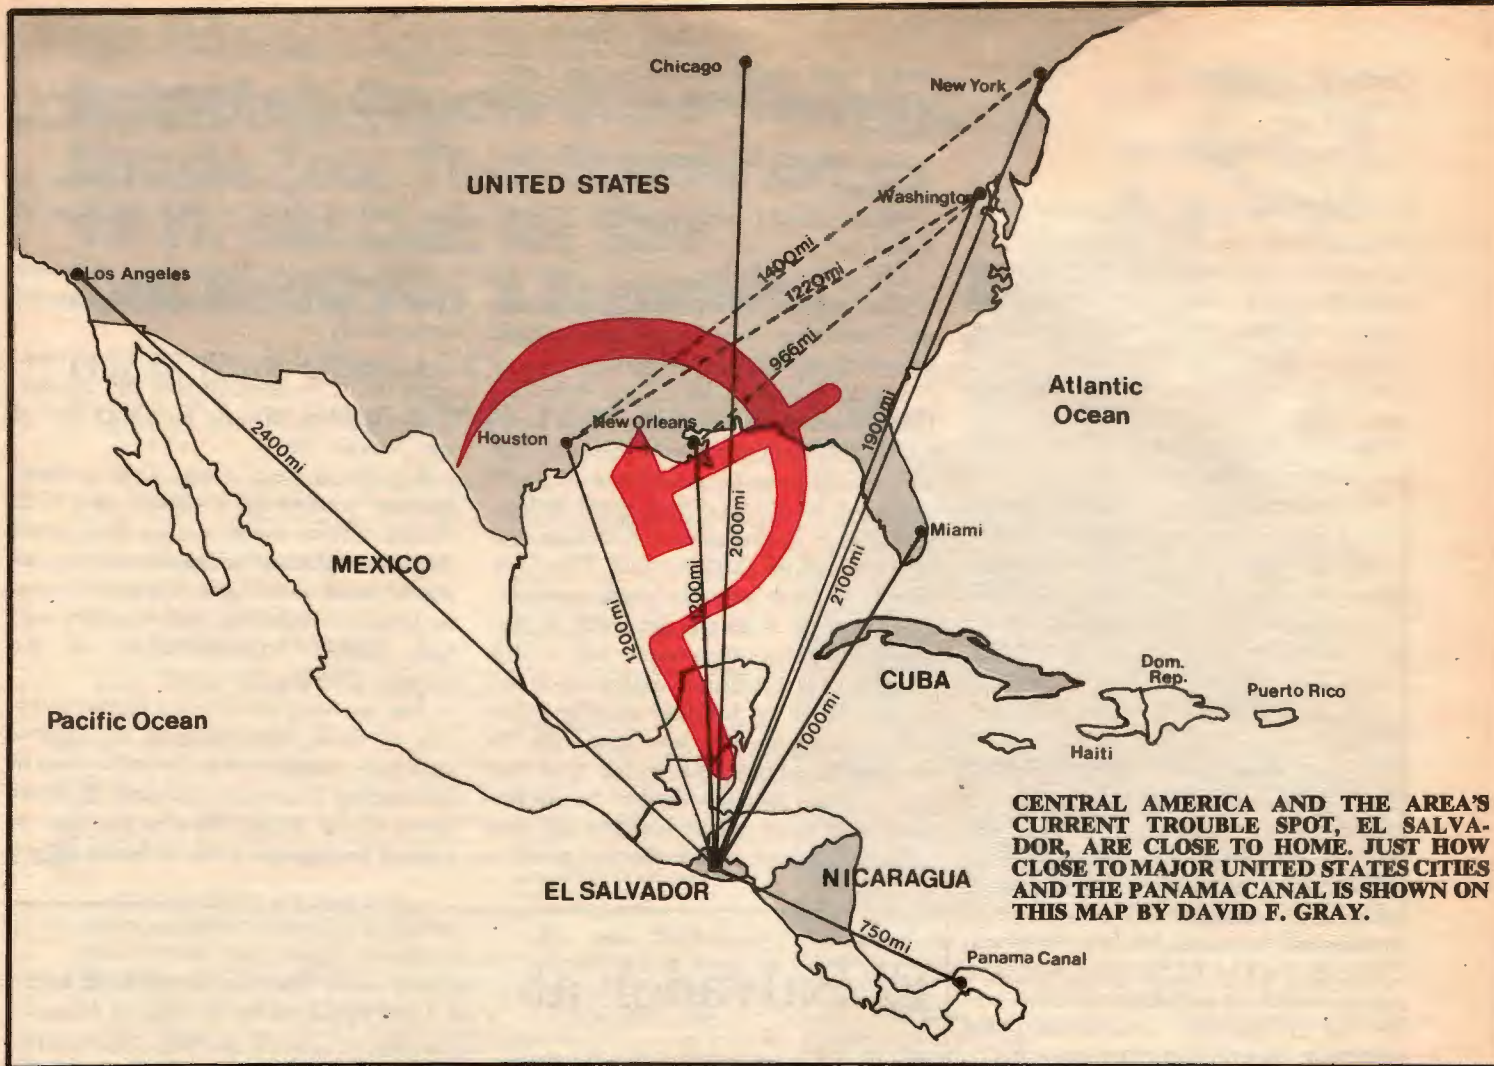 Chicago
New York
UNITED STATES
Washington
1400mi
1220mi
Los Angeles
966mi
Atlantic
Ocean
New Orleans
Houston
1900mi
2400mi
2000mi
Miami
MEXICO
2100mi
1200mi
1200mi
CUBA
Dom.
Rep.
Puerto Rico
Pacific Ocean
1000mi
Haiti
CENTRAL AMERICA AND THE AREA'S
CURRENT TROUBLE SPOT, EL SALVA-
DOR, ARE CLOSE TO HOME. JUST HOW
CLOSE TO MAJOR UNITED STATES CITIES
AND THE PANAMA CANAL IS SHOWN ON
THIS MAP BY DAVID F. GRAY.
EL SALVADOR
NICARAGUA
750mi
Panama Canal